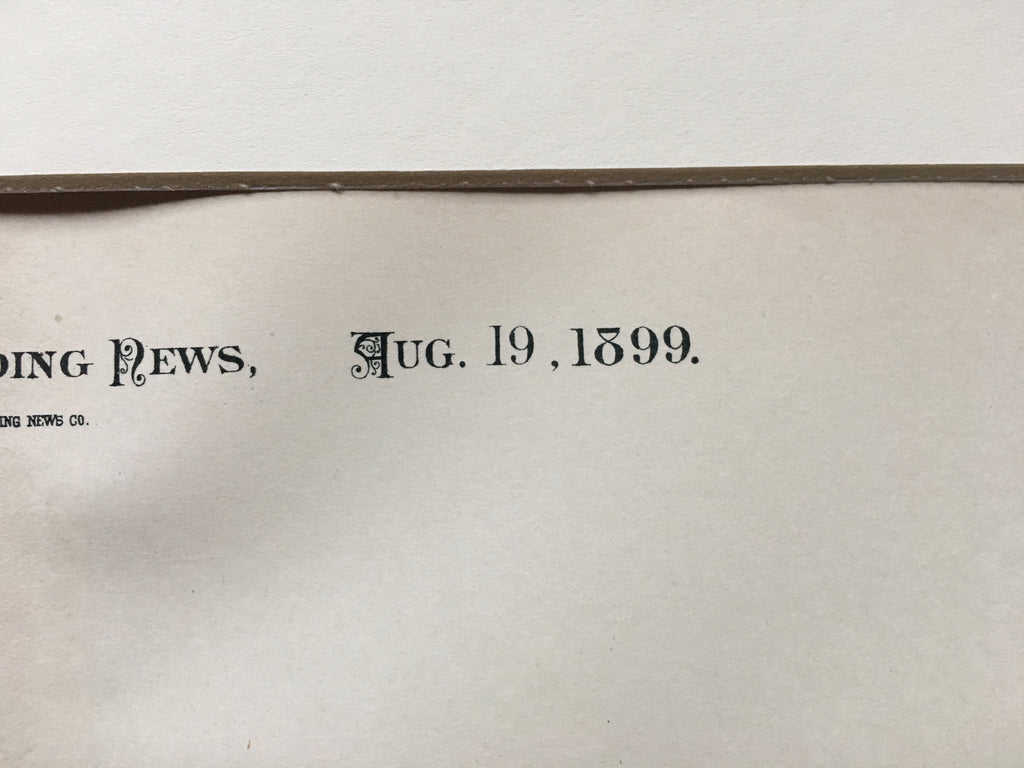 DING NEWS, AUG. 19, 1899.
ING NEWS CO.